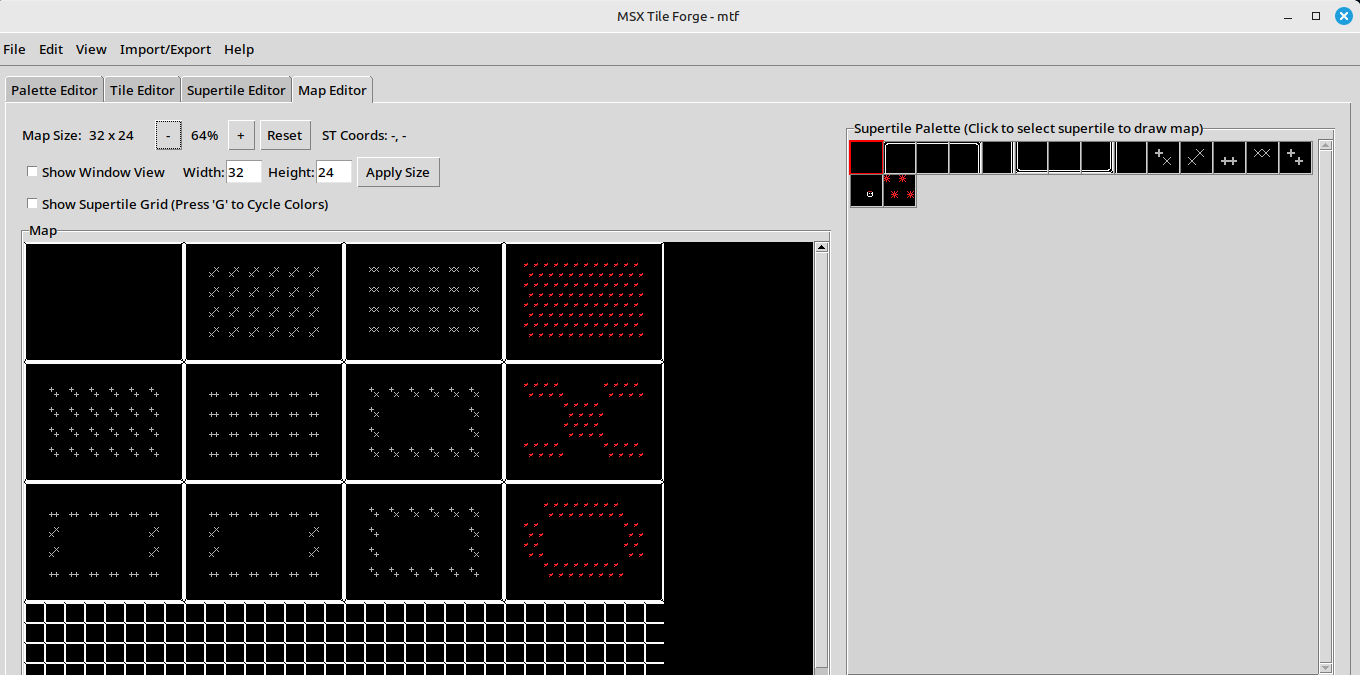 MSX Tile Forge - mtf
File Edit View Import/Export Help
Palette Editor Tile Editor Supertile Editor Map Editor
Map Size: 32 x 24 - 64% + Reset ST Coords: -, -
Show Window View Width: 32 Height: 24 Apply Size
Show Supertile Grid (Press 'G' to Cycle Colors)
Map
Supertile Palette (Click to select supertile to draw map)